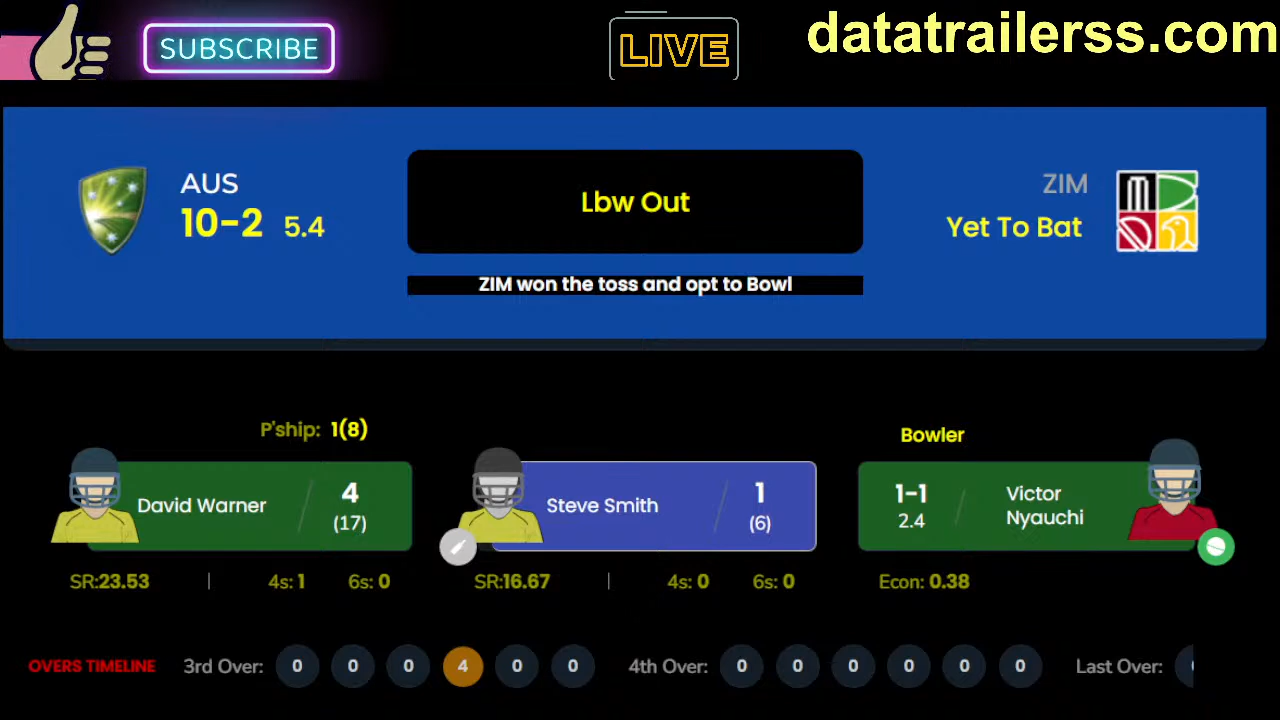 SUBSCRIBE
LIVE
datatrailerss.com
AUS
10-2 5.4
Lbw Out
ZIM won the toss and opt to Bowl
ZIM
Yet To Bat
P'ship: 1(8)
David Warner
4
(17)
SR:23.53 | 4s: 1 6s: 0
Steve Smith
1
(6)
SR:16.67 | 4s: 0 6s: 0
Bowler
1-1
2.4
Victor
Nyauchi
Econ: 0.38
OVERS TIMELINE 3rd Over: 0 0 0 4 0 0 4th Over: 0 0 0 0 0 0 Last Over: